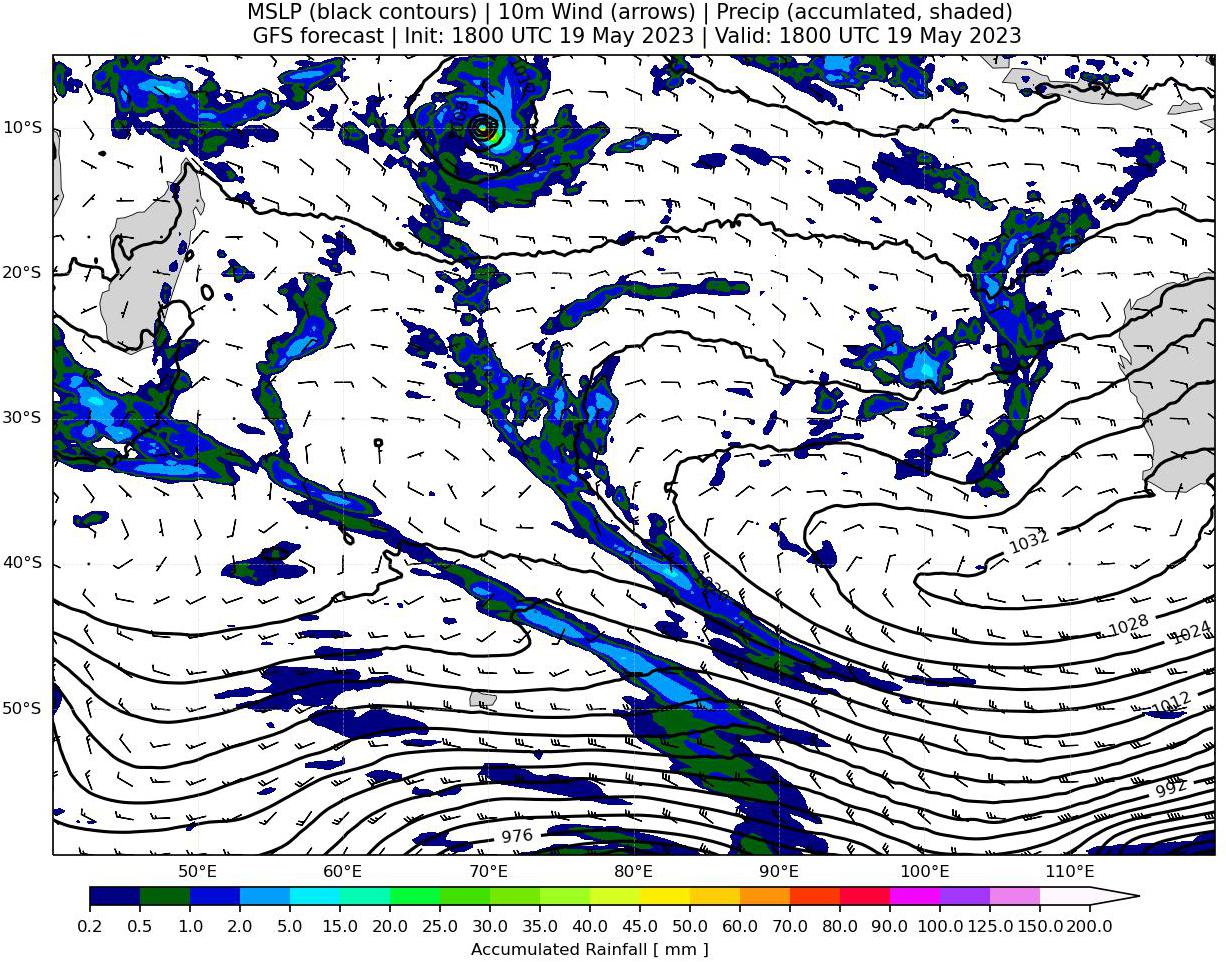 MSLP (black contours) | 10m Wind (arrows) | Precip (accumlated, shaded)
GFS forecast | Init: 1800 UTC 19 May 2023 | Valid: 1800 UTC 19 May 2023
10°S
20°S
30°S
40°S
50°S
1032
1020
1028
1024
1012
992
976
50°E
60°E
70°E
80°E
90°E
100°E
110°E
0.2 0.5 1.0 2.0 5.0 15.0 20.0 25.0 30.0 35.0 40.0 45.0 50.0 60.0 70.0 80.0 90.0 100.0 125.0 150.0 200.0
Accumulated Rainfall [ mm ]